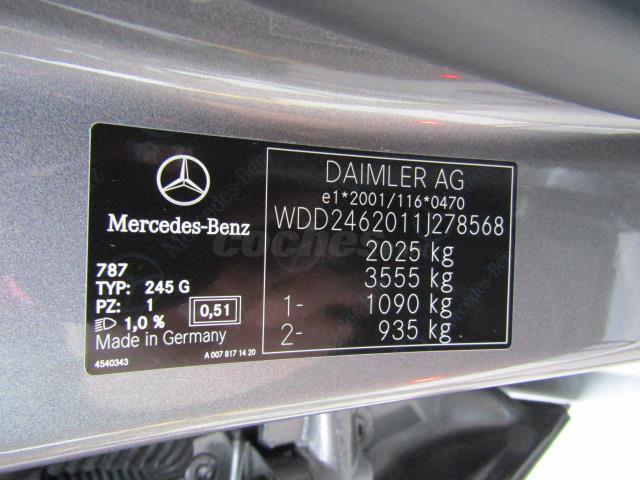 Mercedes-Benz
787
TYP: 245 G
PZ: 1
1,0 %
0,51
Made in Germany
4540343
A 007 817 14 20
DAIMLER AG
e1*2001/116*0470
WDD2462011J278568
2025 kg
3555 kg
1- 1090 kg
2- 935 kg